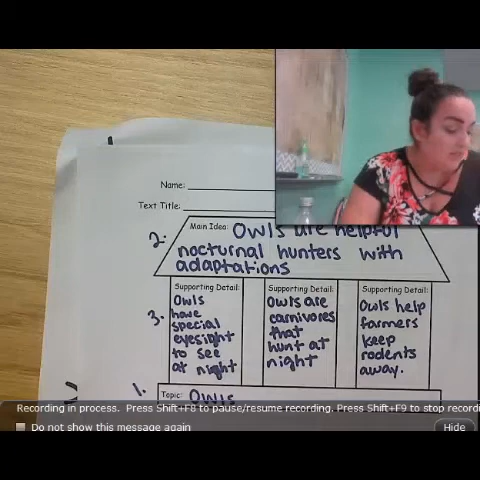 Name:
Text Title:
2. Main Idea: Owls are helpful
nocturnal hunters with
adaptations
3.
Supporting Detail:
Owls
have
special
eyesight
to see
at night
Supporting Detail:
Owls are
carnivores
that
hunt at
night
Supporting Detail:
Owls help
farmers
keep
rodents
away.
1. Topic: Owls
Recording in process. Press Shift+F8 to pause/resume recording, Press Shift+F9 to stop recordi
Do not show this message again
Hide